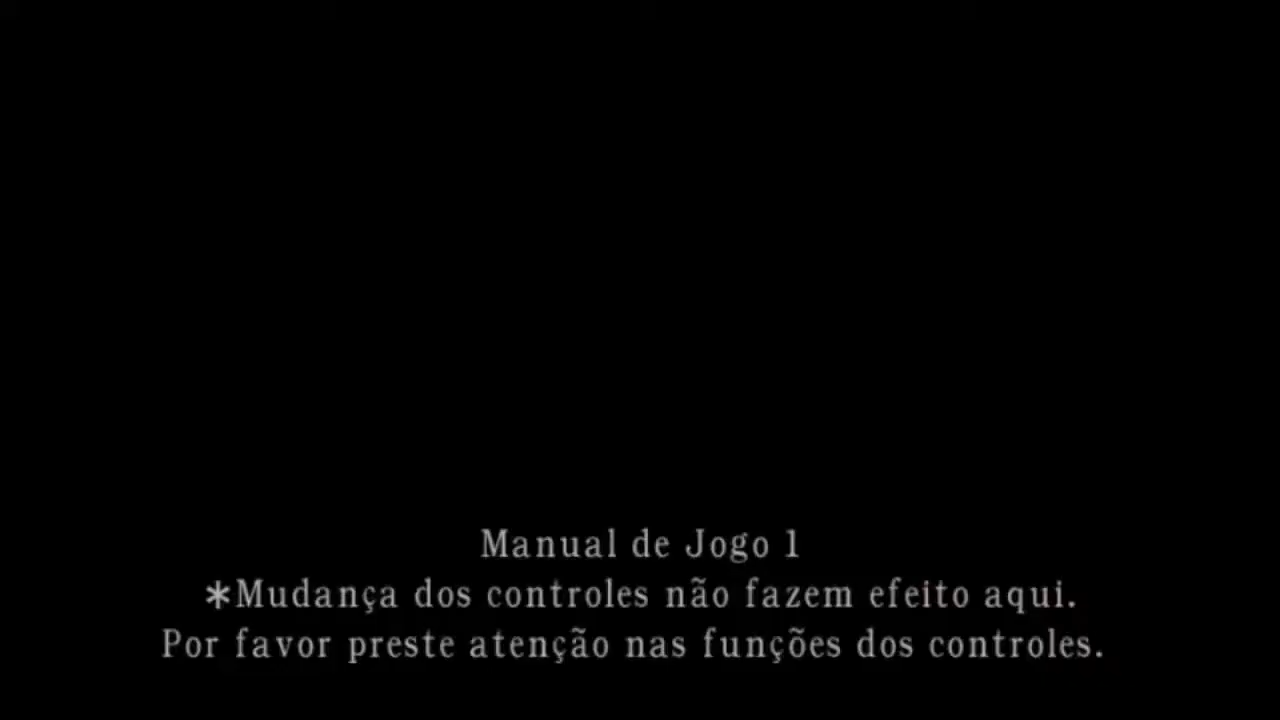 Manual de Jogo 1
*Mudança dos controles não fazem efeito aqui.
Por favor preste atenção nas funções dos controles.